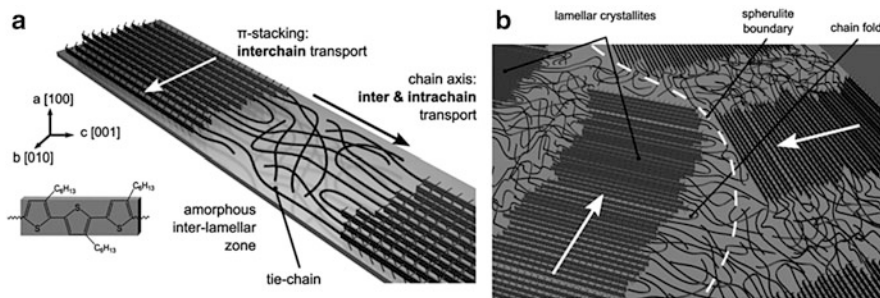 a
π-stacking:
interchain transport
chain axis:
inter & intrachain
transport
a [100]
c [001]
b [010]
C₆H₁₃
C₆H₁₃
S
S
S
C₆H₁₃
amorphous
inter-lamellar
zone
tie-chain
b
lamellar crystallites
spherulite
boundary
chain fold